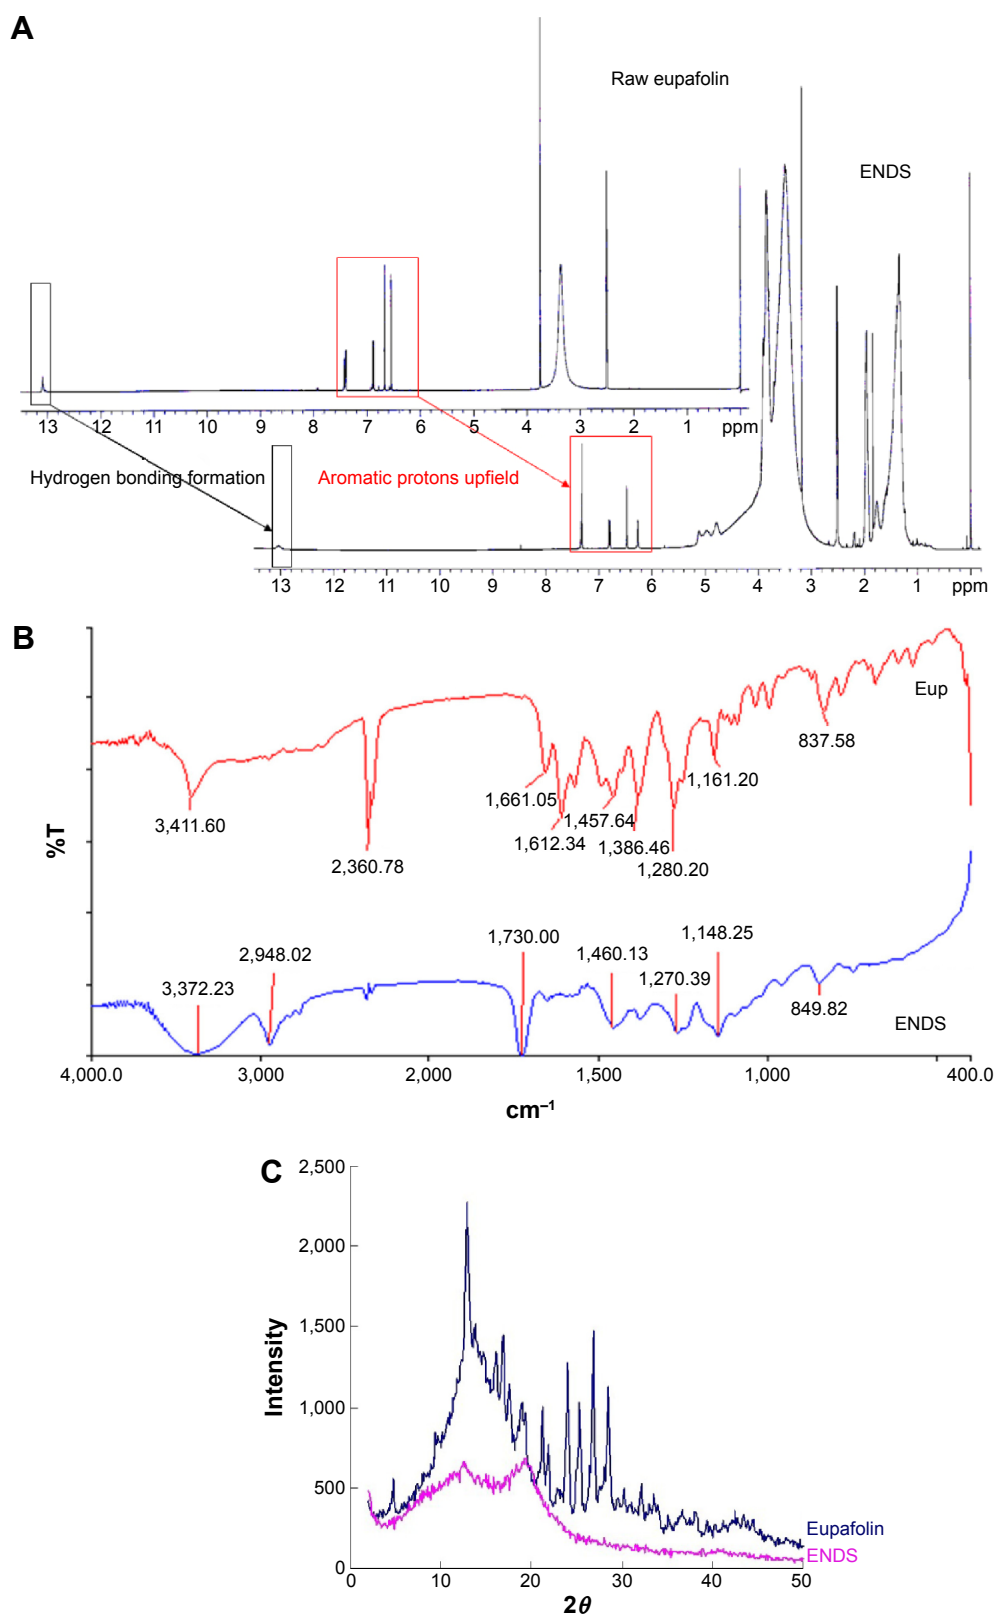 A
Raw eupafolin
ENDS
13 12 11 10 9 8 7 6 5 4 3 2 1 ppm
Hydrogen bonding formation
Aromatic protons upfield
13 12 11 10 9 8 7 6 5 4 3 2 1 ppm
B
%T
Eup
837.58
1,161.20
1,661.05
3,411.60
1,457.64
1,612.34
1,386.46
2,360.78
1,280.20
1,730.00
1,148.25
2,948.02
1,460.13
1,270.39
3,372.23
849.82
ENDS
4,000.0 3,000 2,000 1,500 1,000 400.0
cm–1
C
2,500
2,000
1,500
1,000
500
0
Intensity
Eupafolin
ENDS
0 10 20 30 40 50
2θ